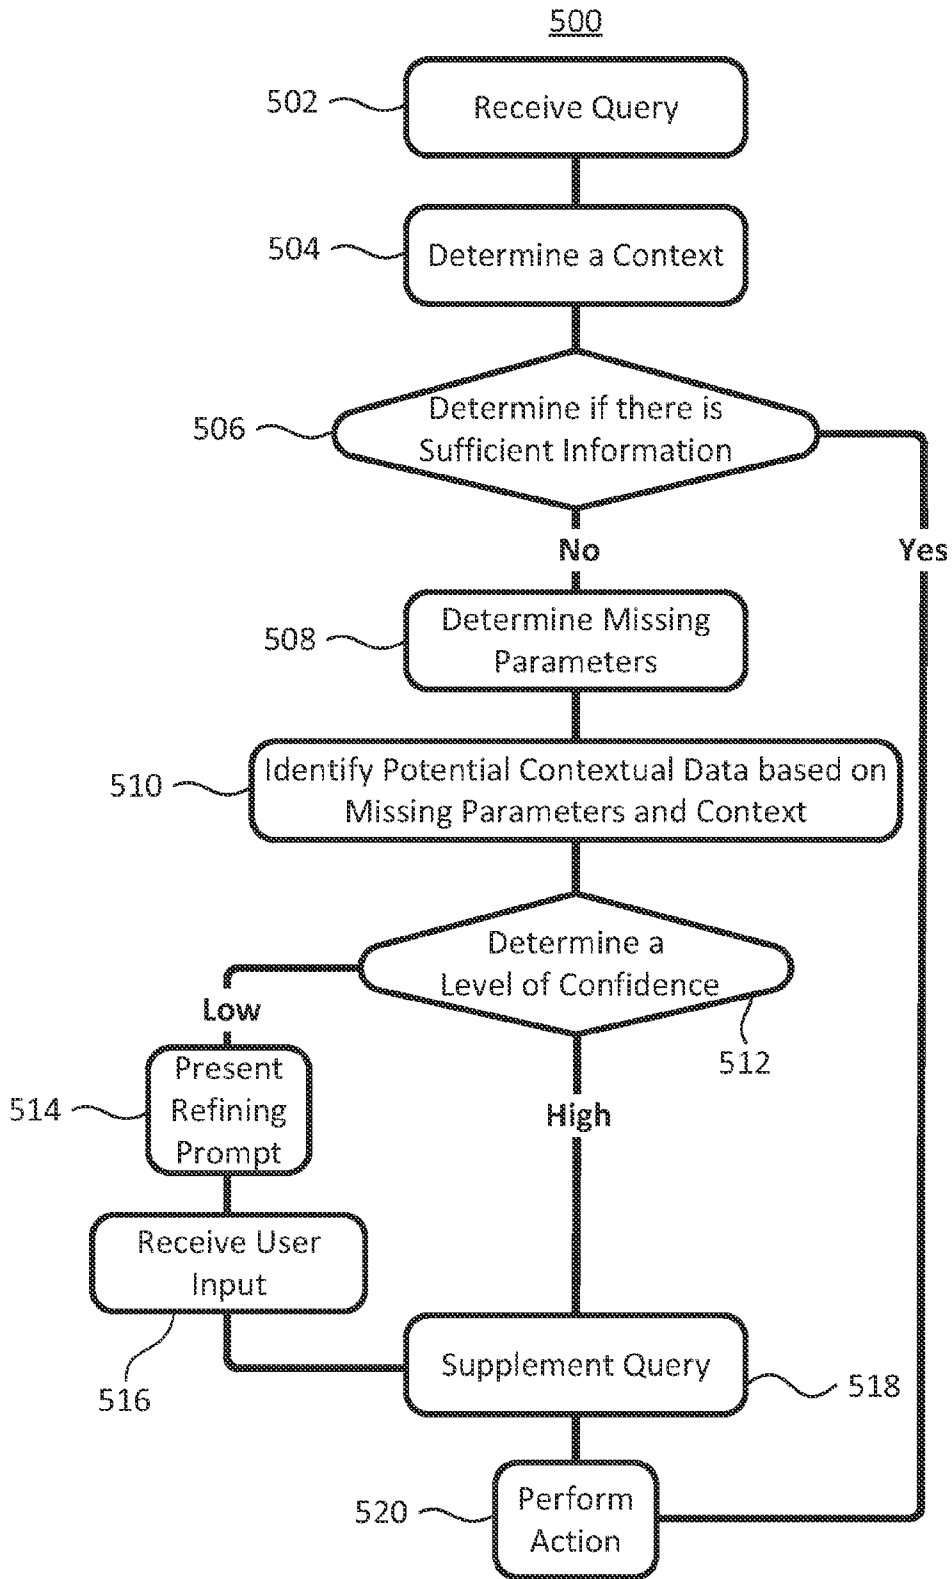 500
502
Receive Query
504
Determine a Context
506
Determine if there is
Sufficient Information
No
Yes
508
Determine Missing
Parameters
510
Identify Potential Contextual Data based on
Missing Parameters and Context
Determine a
Level of Confidence
512
Low
High
514
Present
Refining
Prompt
Receive User
Input
516
Supplement Query
518
520
Perform
Action